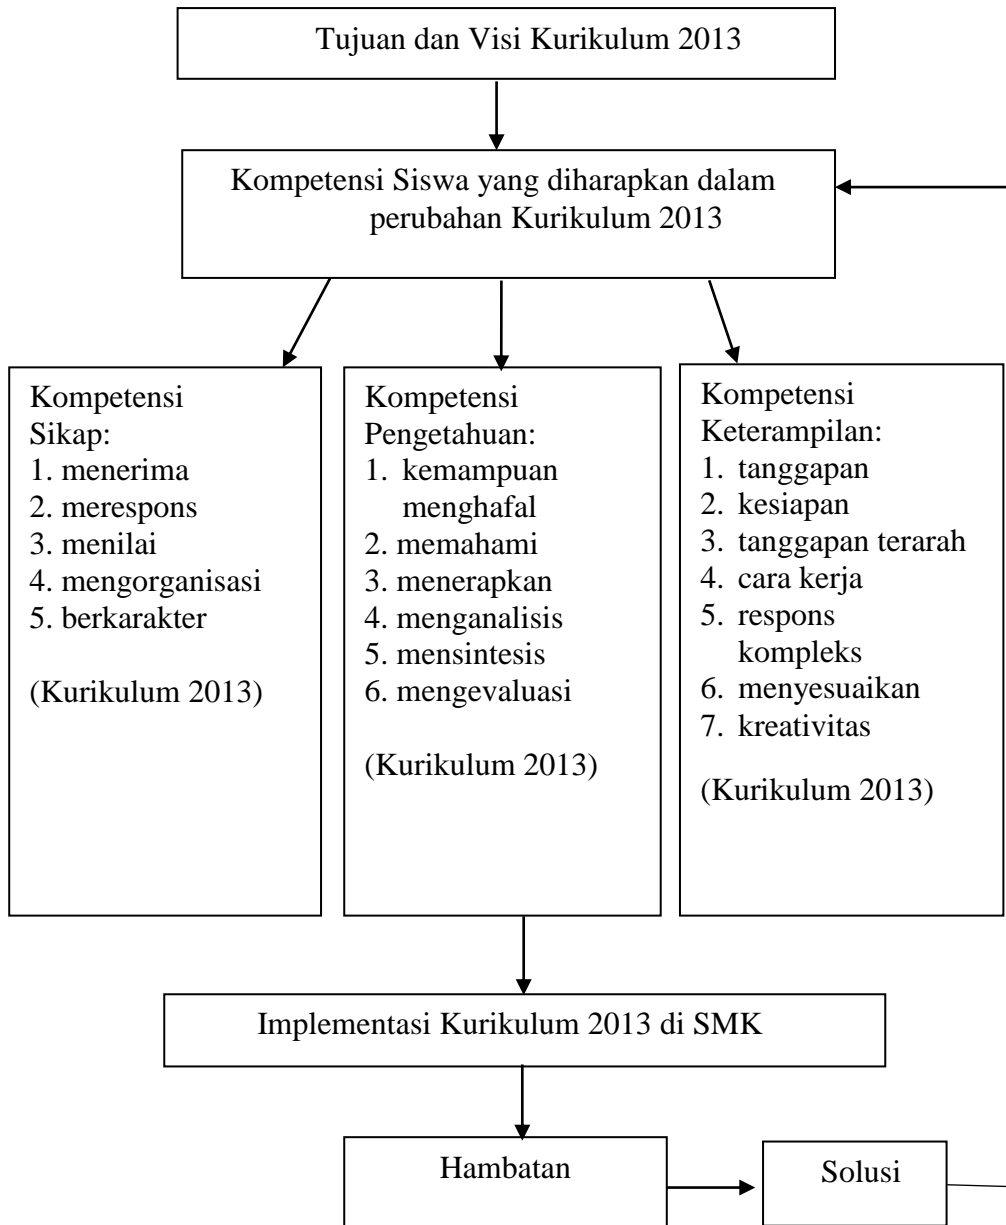 Tujuan dan Visi Kurikulum 2013
Kompetensi Siswa yang diharapkan dalam
perubahan Kurikulum 2013
Kompetensi
Sikap:
1. menerima
2. merespons
3. menilai
4. mengorganisasi
5. berkarakter
(Kurikulum 2013)
Kompetensi
Pengetahuan:
1. kemampuan
menghafal
2. memahami
3. menerapkan
4. menganalisis
5. mensintesis
6. mengevaluasi
(Kurikulum 2013)
Kompetensi
Keterampilan:
1. tanggapan
2. kesiapan
3. tanggapan terarah
4. cara kerja
5. respons
kompleks
6. menyesuaikan
7. kreativitas
(Kurikulum 2013)
Implementasi Kurikulum 2013 di SMK
Hambatan
Solusi